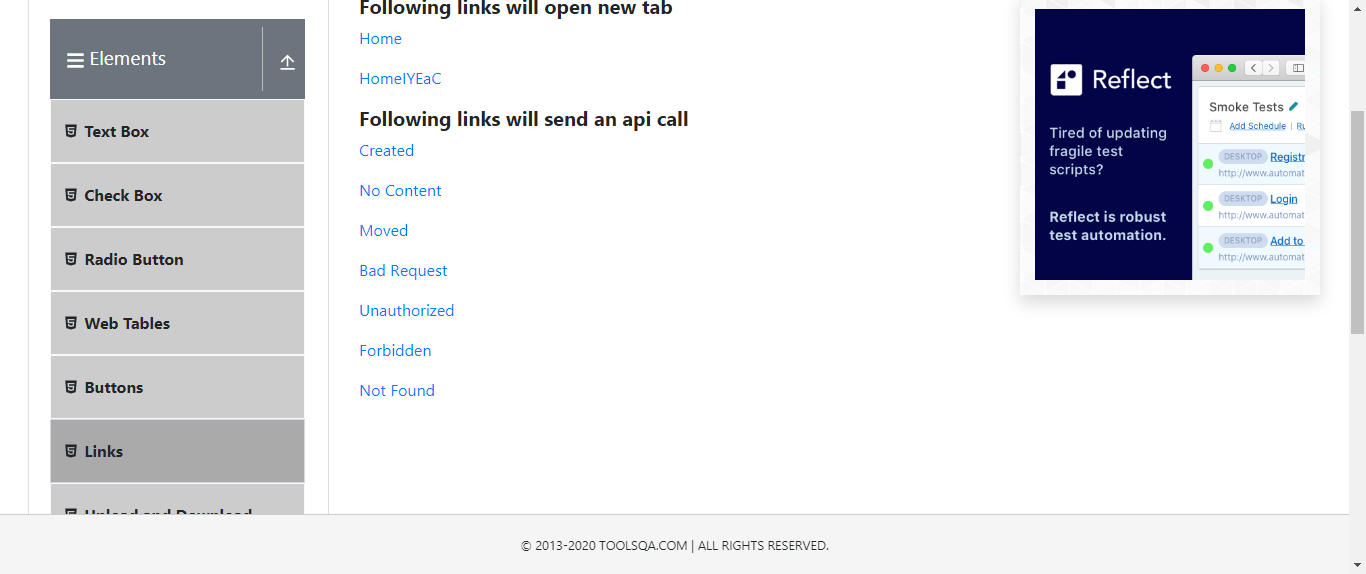 Elements
Text Box
Check Box
Radio Button
Web Tables
Buttons
Links
Upload and Download
Following links will open new tab
Home
HomeIYEaC
Following links will send an api call
Created
No Content
Moved
Bad Request
Unauthorized
Forbidden
Not Found
Reflect
Tired of updating
fragile test
scripts?
Reflect is robust
test automation.
Smoke Tests
Add Schedule | Ru
DESKTOP Registr
http://www.automat
DESKTOP Login
http://www.automat
DESKTOP Add to
http://www.automat
© 2013-2020 TOOLSQA.COM | ALL RIGHTS RESERVED.